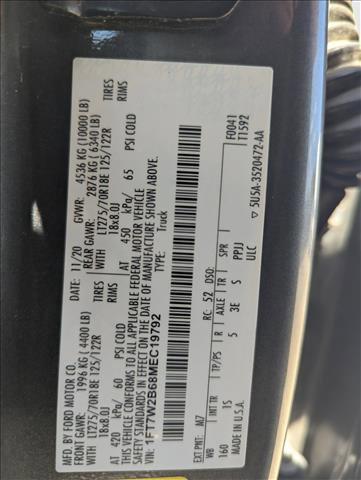 MFD. BY FORD MOTOR CO.
DATE: 11/20 GVWR: 4536 KG (10000 LB)
FRONT GAWR: 1996 KG (4400 LB) REAR GAWR: 2876 KG (6340 LB)
WITH WITH
LT275/70R18E 125/122R TIRES LT275/70R18E 125/122R TIRES
18x8.0J RIMS 18x8.0J RIMS
AT 420 kPa/ 60 PSI COLD AT 450 kPa/ 65 PSI COLD
THIS VEHICLE CONFORMS TO ALL APPLICABLE FEDERAL MOTOR VEHICLE
SAFETY STANDARDS IN EFFECT ON THE DATE OF MANUFACTURE SHOWN ABOVE.
VIN: 1FT7W2B68MEC19792
TYPE: Truck
F0041
T1592
EXT PNT: M7 RC: 52 DSO:
WB INT TR TP/PS R AXLE TR SPR
160 15 5 3E S PPJJ
MADE IN U.S.A. ULC
5U5A-3520472-AA